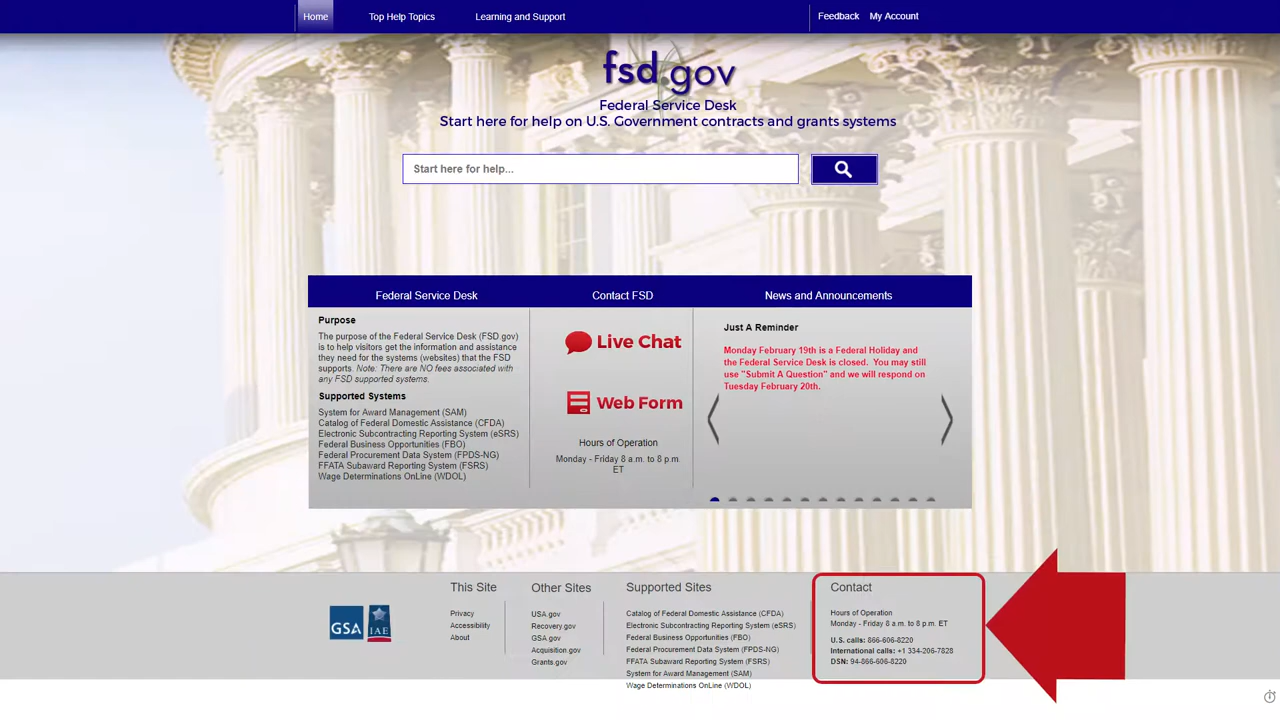 Home
Top Help Topics
Learning and Support
Feedback
My Account
fsd.gov
Federal Service Desk
Start here for help on U.S. Government contracts and grants systems
Start here for help...
Federal Service Desk
Contact FSD
News and Announcements
Purpose
The purpose of the Federal Service Desk (FSD.gov)
is to help visitors get the information and assistance
they need for the systems (websites) that the FSD
supports. Note: There are NO fees associated with
any FSD supported systems.
Supported Systems
System for Award Management (SAM)
Catalog of Federal Domestic Assistance (CFDA)
Electronic Subcontracting Reporting System (eSRS)
Federal Business Opportunities (FBO)
Federal Procurement Data System (FPDS-NG)
FFATA Subaward Reporting System (FSRS)
Wage Determinations OnLine (WDOL)
Live Chat
Web Form
Hours of Operation
Monday - Friday 8 a.m. to 8 p.m.
ET
Just A Reminder
Monday February 19th is a Federal Holiday and
the Federal Service Desk is closed. You may still
use "Submit A Question" and we will respond on
Tuesday February 20th.
GSA
IAE
This Site
Privacy
Accessibility
About
Other Sites
USA.gov
Recovery.gov
GSA.gov
Acquisition.gov
Grants.gov
Supported Sites
Catalog of Federal Domestic Assistance (CFDA)
Electronic Subcontracting Reporting System (eSRS)
Federal Business Opportunities (FBO)
Federal Procurement Data System (FPDS-NG)
FFATA Subaward Reporting System (FSRS)
System for Award Management (SAM)
Wage Determinations OnLine (WDOL)
Contact
Hours of Operation
Monday - Friday 8 a.m. to 8 p.m. ET
U.S. calls: 866-606-8220
International calls: +1 334-206-7828
DSN: 94-866-606-8220